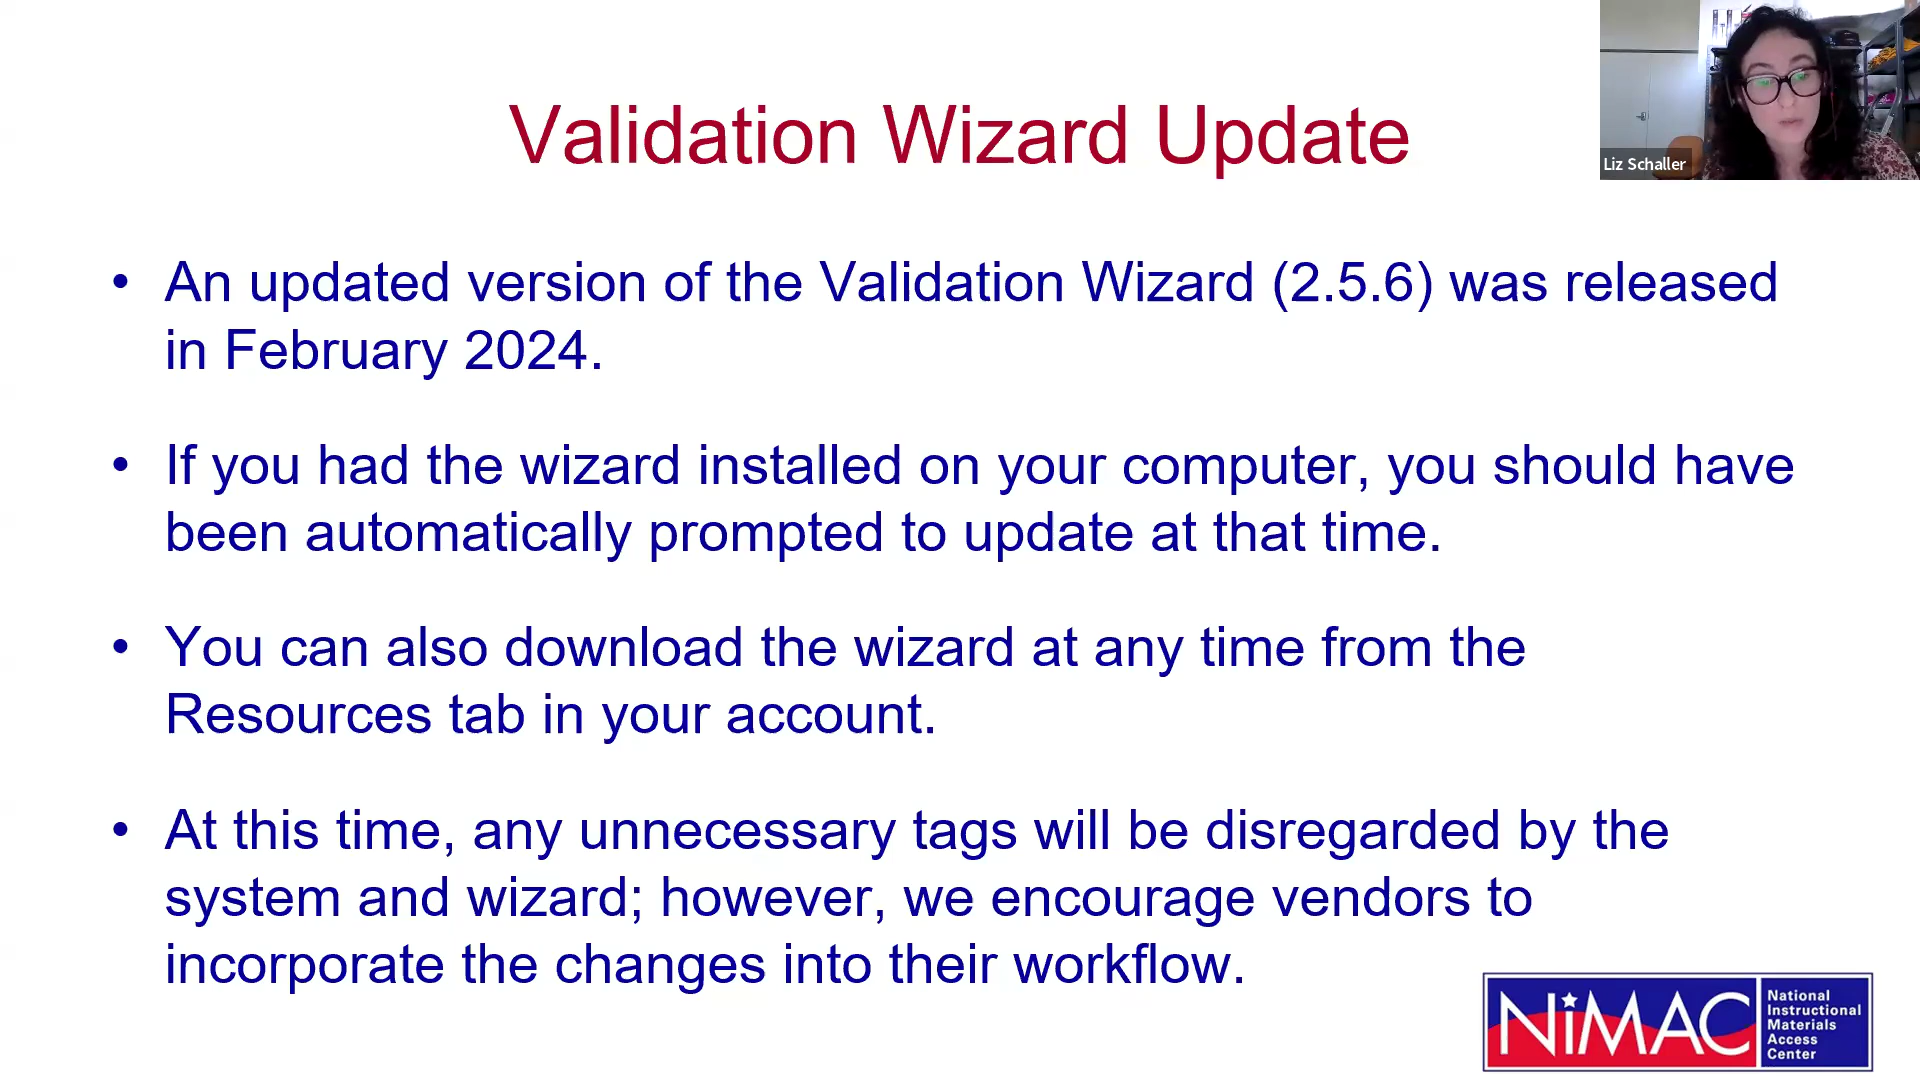 Validation Wizard Update
Liz Schaller
• An updated version of the Validation Wizard (2.5.6) was released
in February 2024.
• If you had the wizard installed on your computer, you should have
been automatically prompted to update at that time.
• You can also download the wizard at any time from the
Resources tab in your account.
• At this time, any unnecessary tags will be disregarded by the
system and wizard; however, we encourage vendors to
incorporate the changes into their workflow.
NiMAC
National
Instructional
Materials
Access
Center